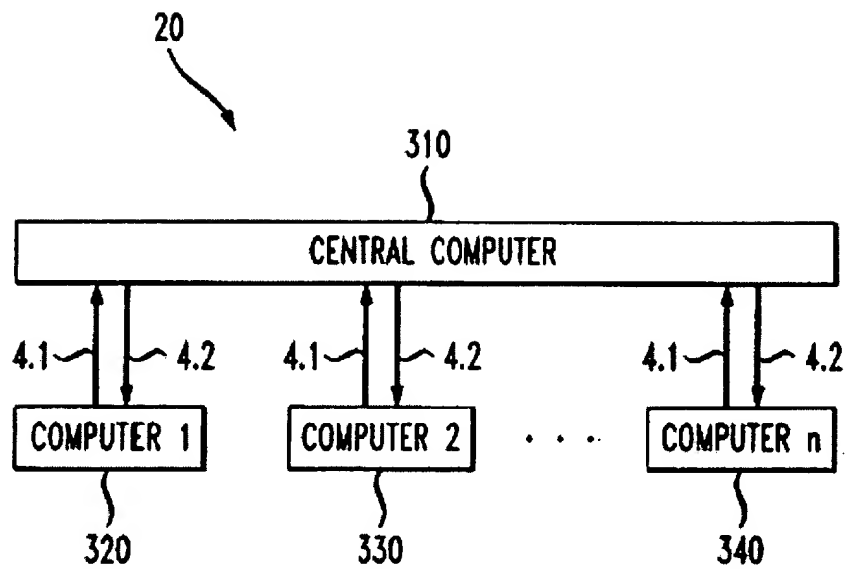 20
310
CENTRAL COMPUTER
4.1 4.2 4.1 4.2 4.1 4.2
COMPUTER 1 COMPUTER 2 . . . COMPUTER n
320 330 340